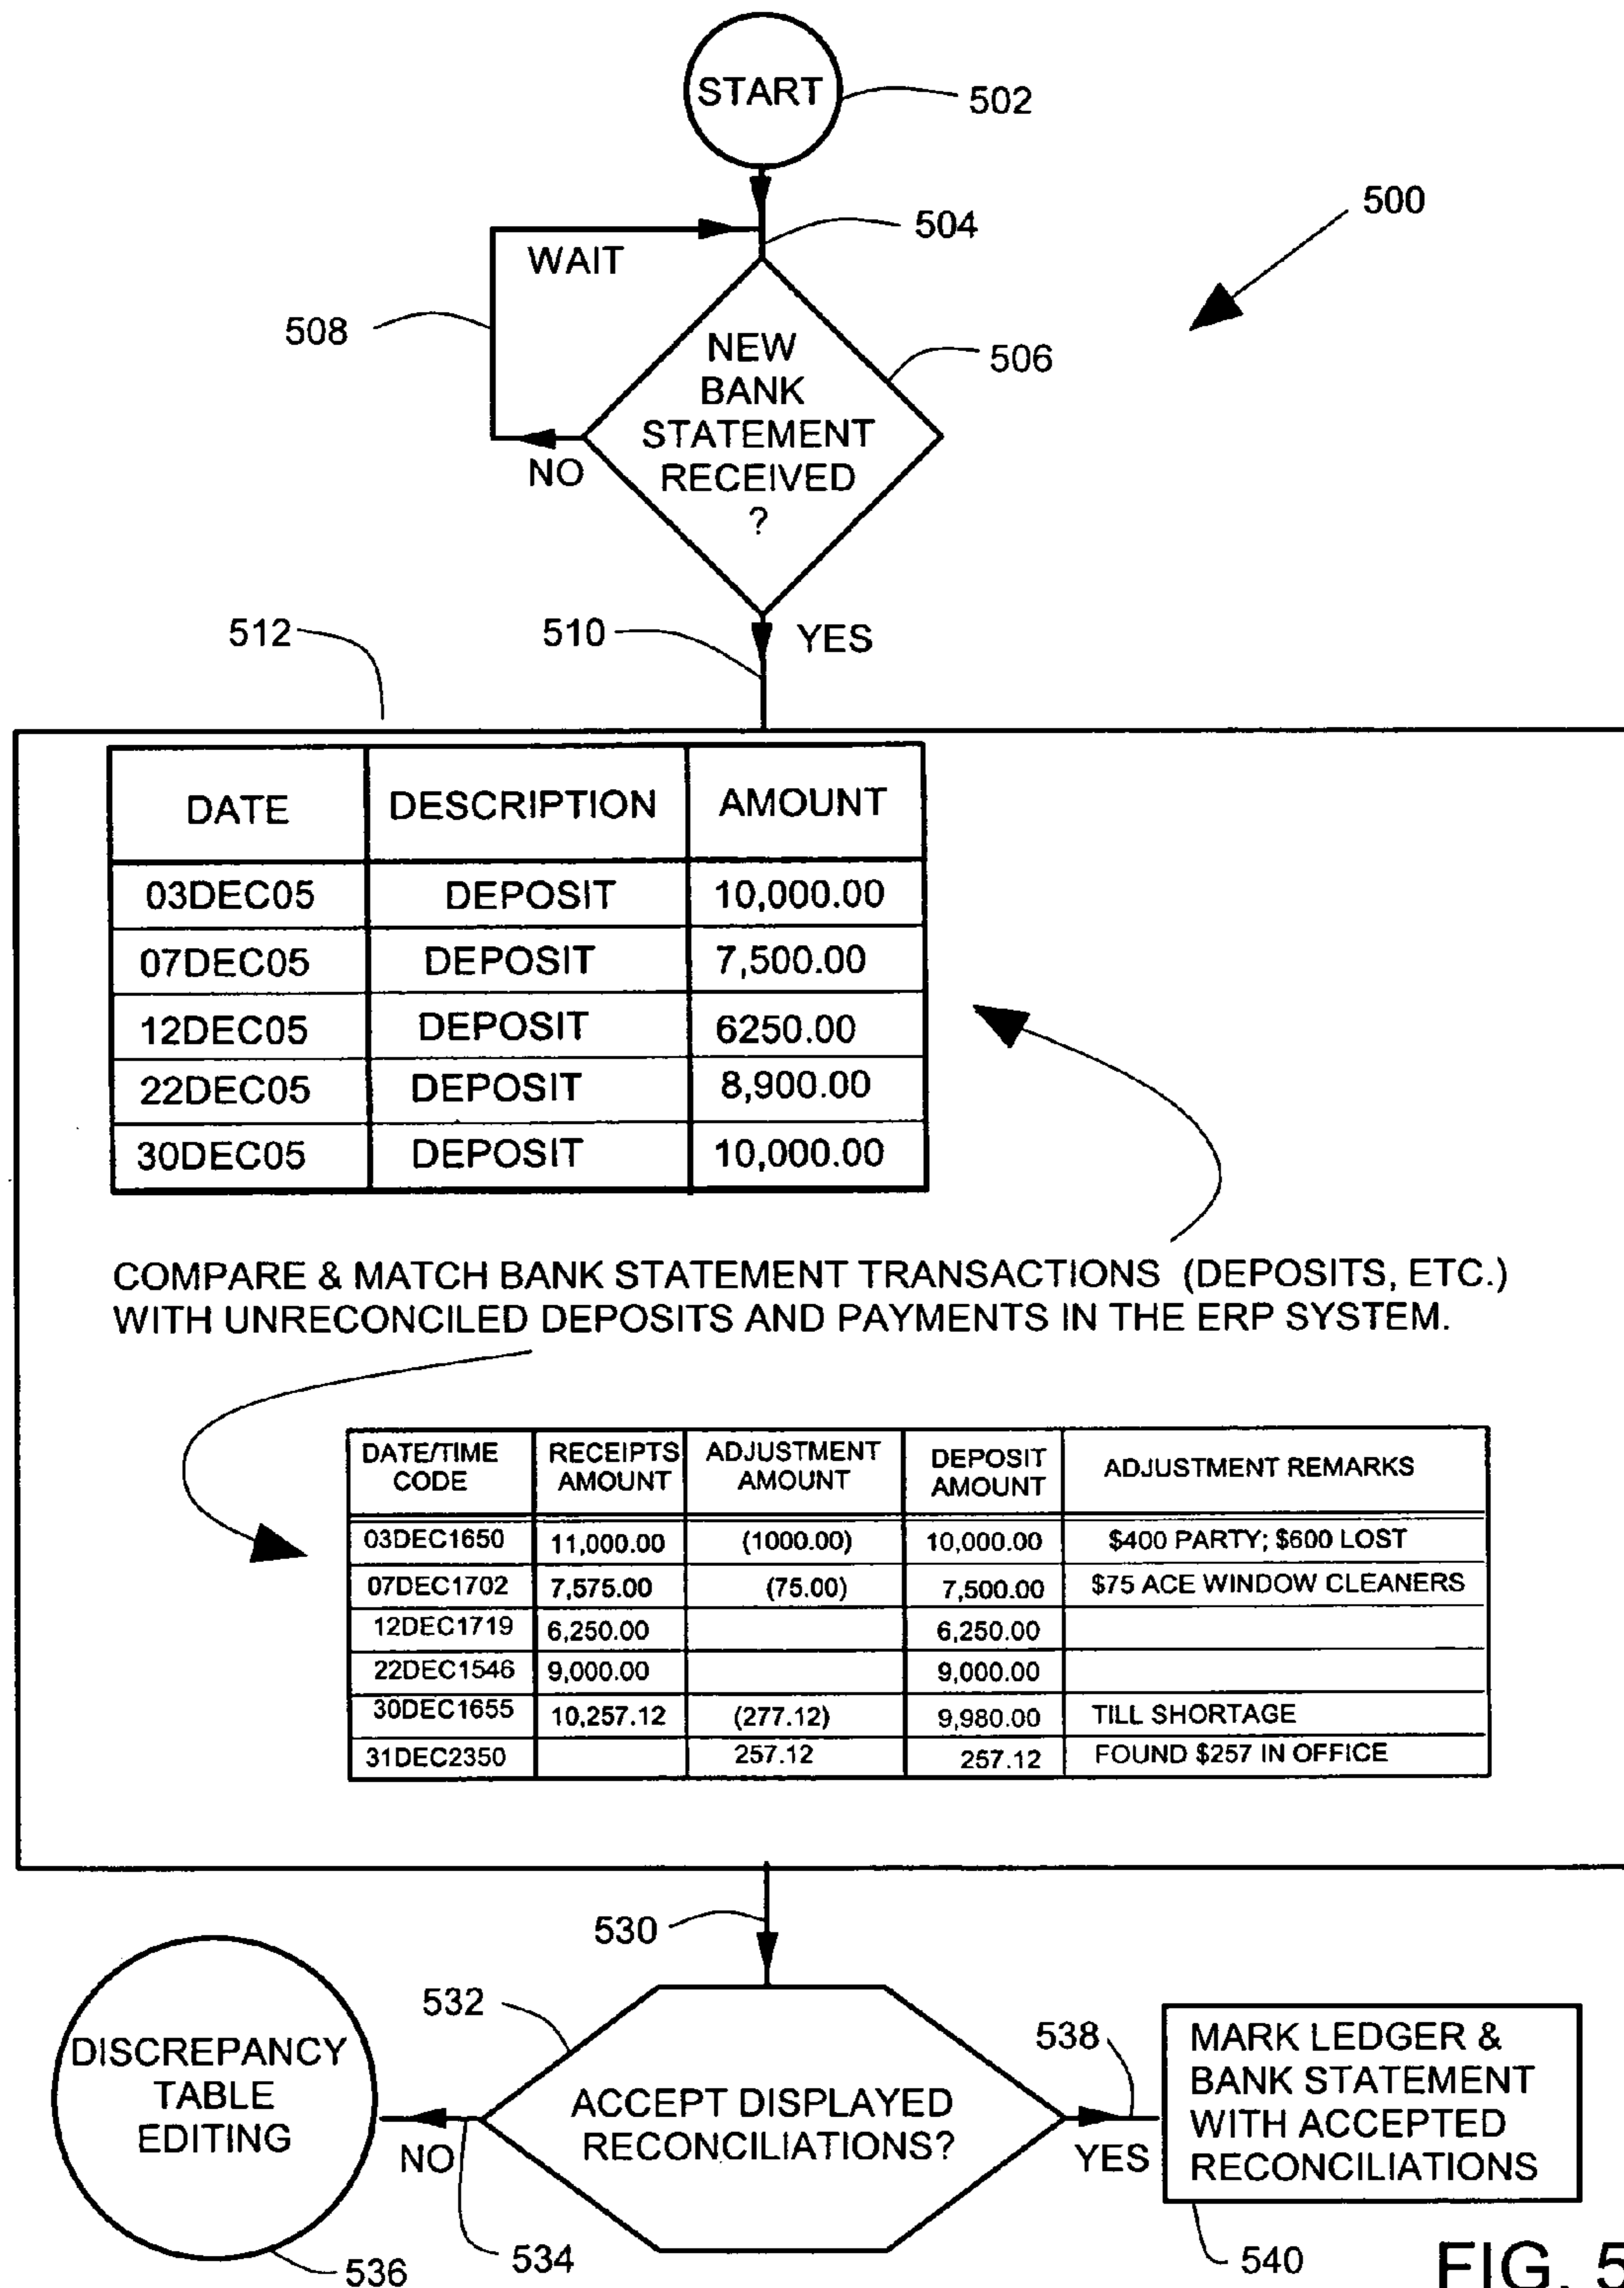 START
502
500
504
WAIT
508
NEW
BANK
STATEMENT
RECEIVED
?
506
NO
512
510
YES
DATE DESCRIPTION AMOUNT
03DEC05 DEPOSIT 10,000.00
07DEC05 DEPOSIT 7,500.00
12DEC05 DEPOSIT 6250.00
22DEC05 DEPOSIT 8,900.00
30DEC05 DEPOSIT 10,000.00
COMPARE & MATCH BANK STATEMENT TRANSACTIONS (DEPOSITS, ETC.)
WITH UNRECONCILED DEPOSITS AND PAYMENTS IN THE ERP SYSTEM.
DATE/TIME CODE RECEIPTS AMOUNT ADJUSTMENT AMOUNT DEPOSIT AMOUNT ADJUSTMENT REMARKS
03DEC1650 11,000.00 (1000.00) 10,000.00 $400 PARTY; $600 LOST
07DEC1702 7,575.00 (75.00) 7,500.00 $75 ACE WINDOW CLEANERS
12DEC1719 6,250.00 6,250.00
22DEC1546 9,000.00 9,000.00
30DEC1655 10,257.12 (277.12) 9,980.00 TILL SHORTAGE
31DEC2350 257.12 257.12 FOUND $257 IN OFFICE
530
532
DISCREPANCY
TABLE
EDITING
536
NO
534
ACCEPT DISPLAYED
RECONCILIATIONS?
538
YES
MARK LEDGER &
BANK STATEMENT
WITH ACCEPTED
RECONCILIATIONS
540
FIG. 5